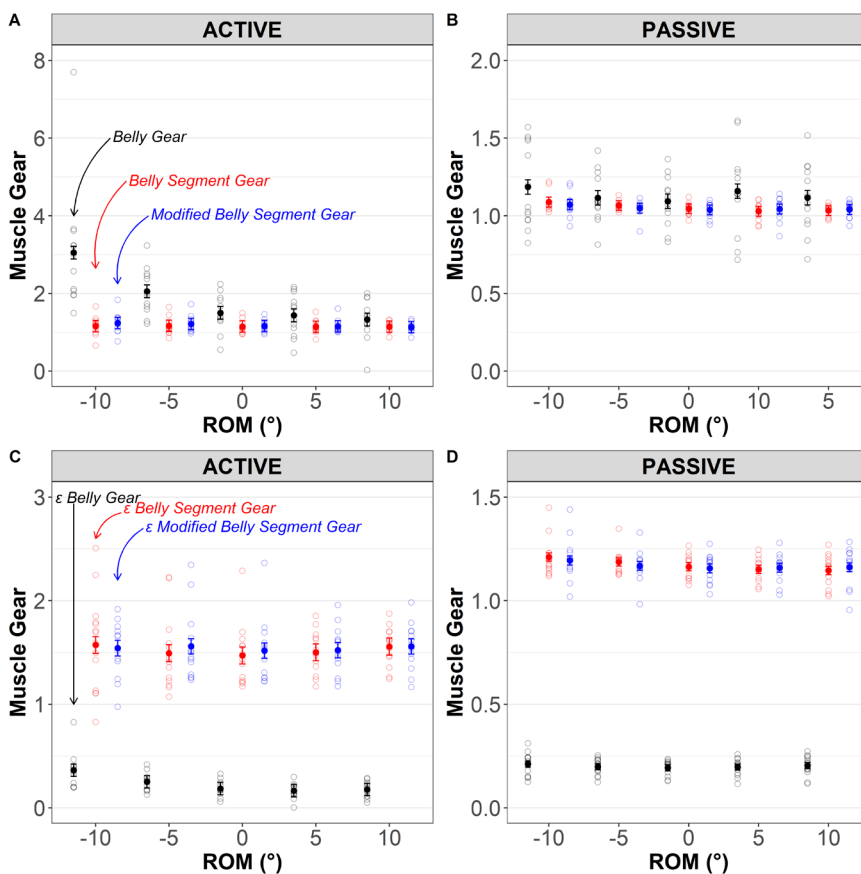 A
ACTIVE
8
6
4
2
0
Muscle Gear
Belly Gear
Belly Segment Gear
Modified Belly Segment Gear
-10 -5 0 5 10
ROM (°)
B
PASSIVE
2.0
1.5
1.0
0.5
0.0
Muscle Gear
-10 -5 0 10 5
ROM (°)
C
ACTIVE
3
2
1
0
Muscle Gear
ε Belly Gear
ε Belly Segment Gear
ε Modified Belly Segment Gear
-10 -5 0 5 10
ROM (°)
D
PASSIVE
1.5
1.0
0.5
0.0
Muscle Gear
-10 -5 0 5 10
ROM (°)